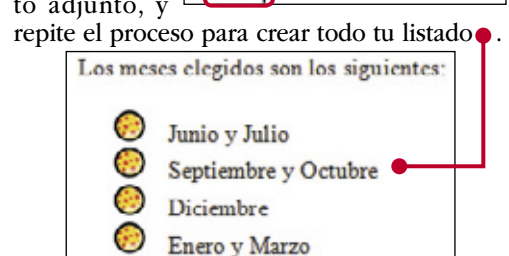 to adjunto, y
repite el proceso para crear todo tu listado .
Los meses elegidos son los siguientes:
Junio y Julio
Septiembre y Octubre
Diciembre
Enero y Marzo